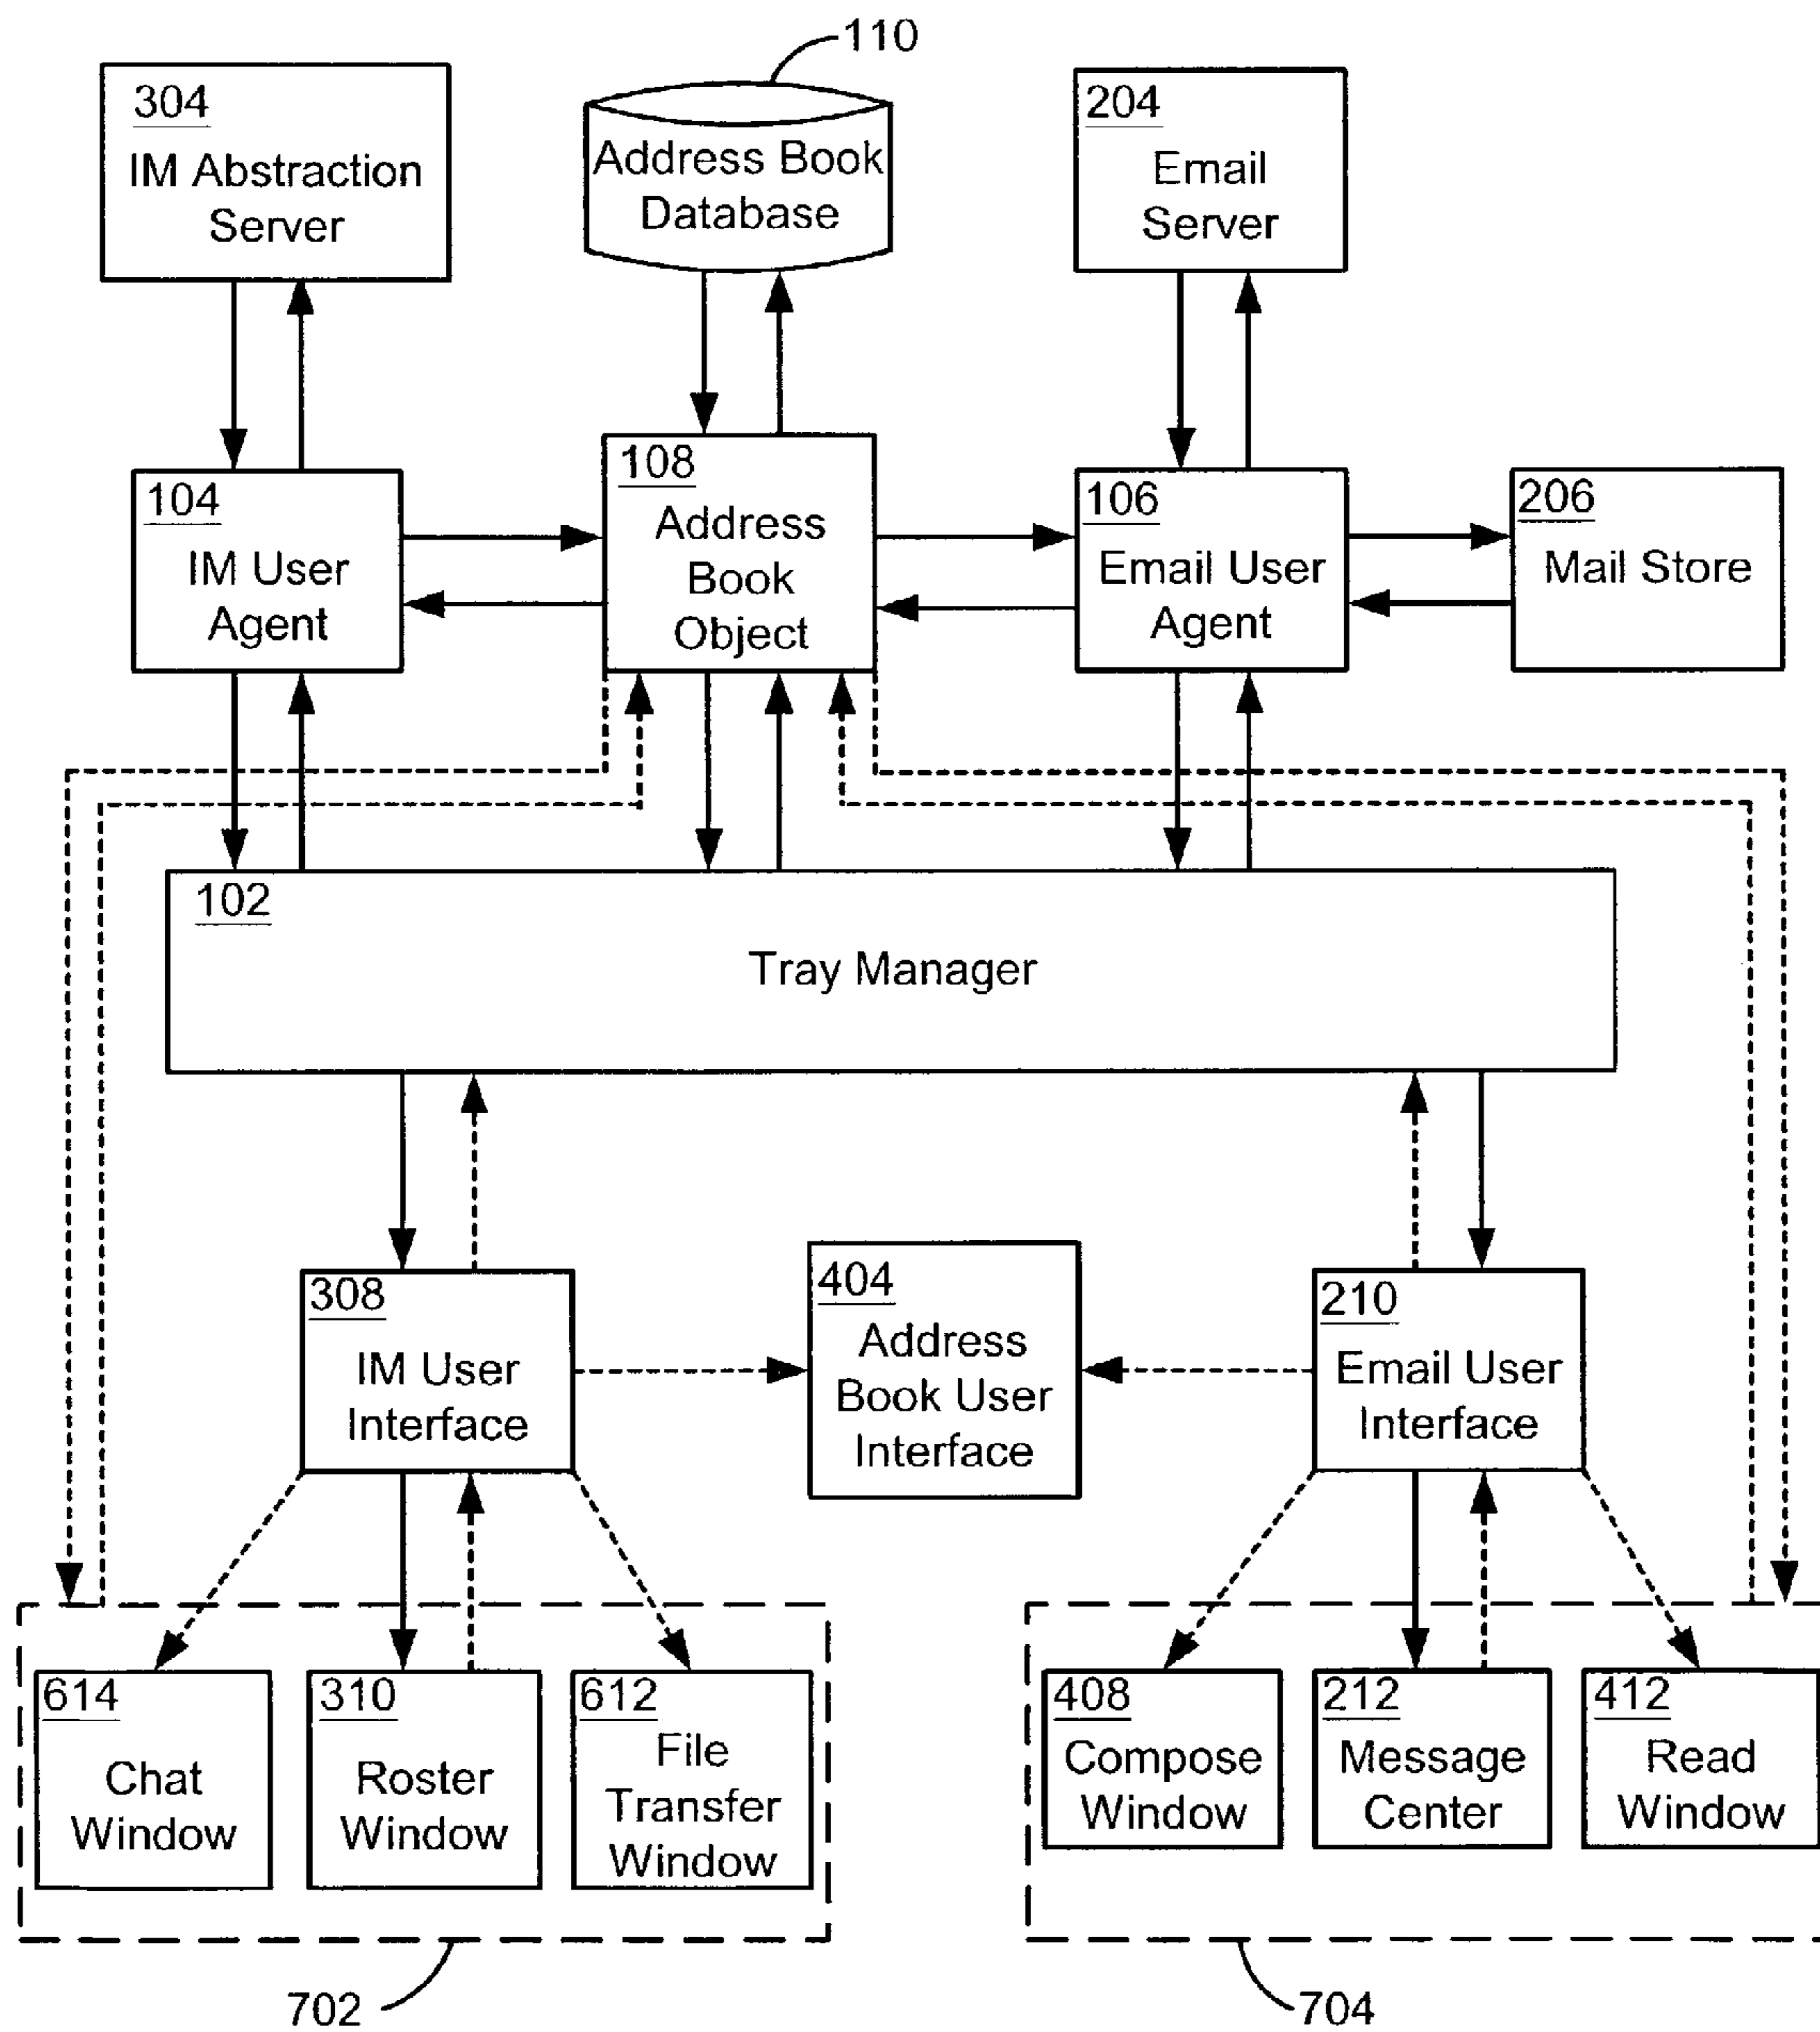 110
304
IM Abstraction
Server
Address Book
Database
204
Email
Server
104
IM User
Agent
108
Address
Book
Object
106
Email User
Agent
206
Mail Store
102
Tray Manager
308
IM User
Interface
404
Address
Book User
Interface
210
Email User
Interface
614
Chat
Window
310
Roster
Window
612
File
Transfer
Window
408
Compose
Window
212
Message
Center
412
Read
Window
702
704